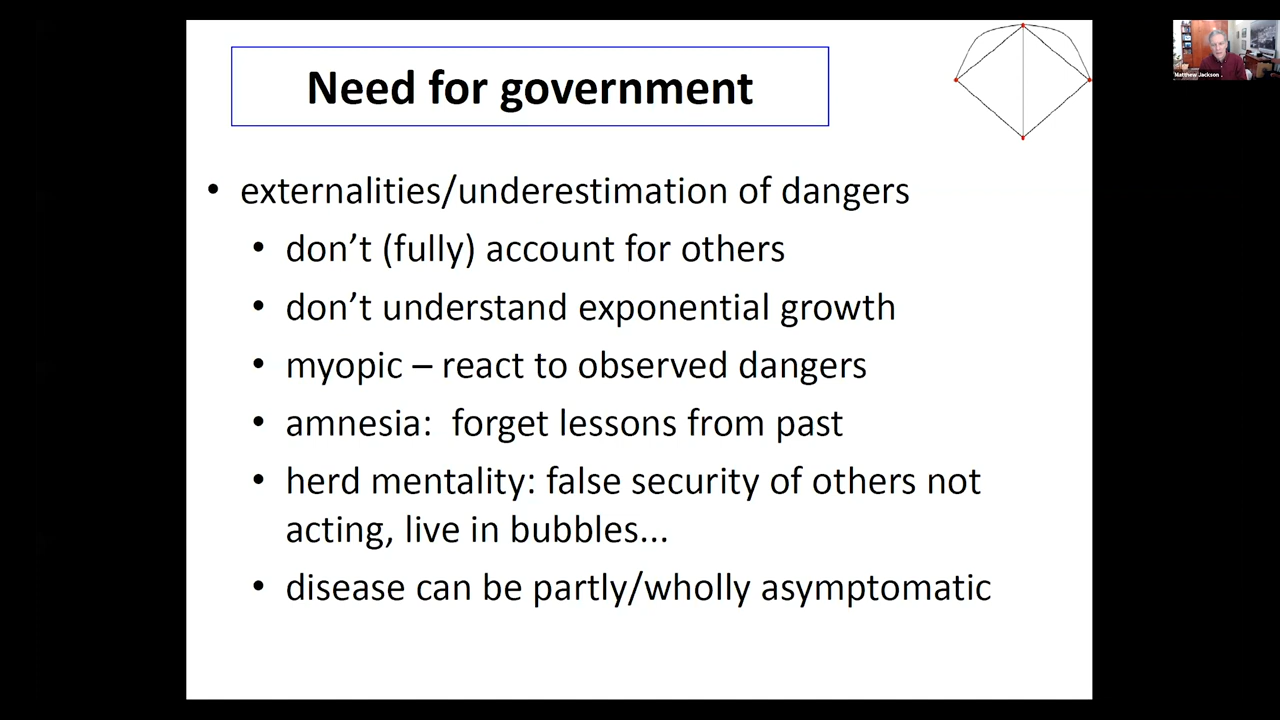 Need for government
Matthew Jackson
• externalities/underestimation of dangers
• don’t (fully) account for others
• don’t understand exponential growth
• myopic – react to observed dangers
• amnesia:  forget lessons from past
• herd mentality: false security of others not
acting, live in bubbles...
• disease can be partly/wholly asymptomatic